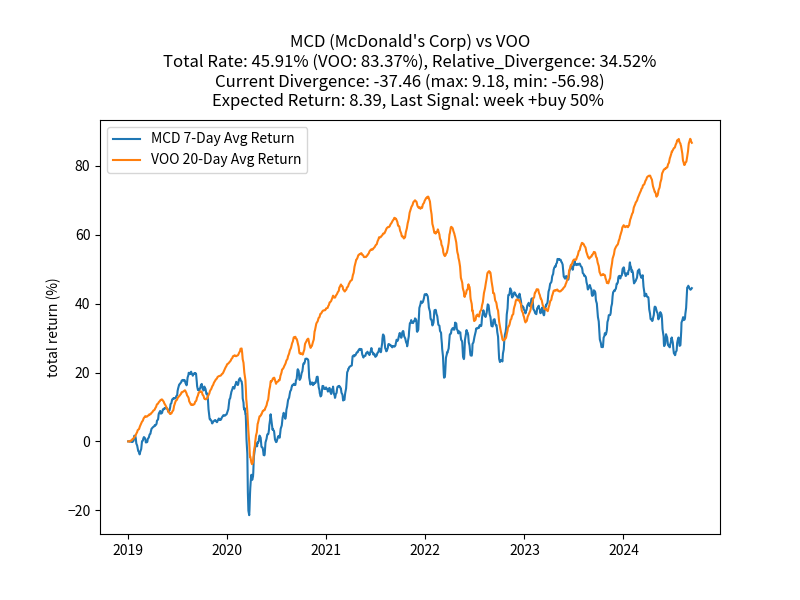 MCD (McDonald's Corp) vs VOO
Total Rate: 45.91% (VOO: 83.37%), Relative_Divergence: 34.52%
Current Divergence: -37.46 (max: 9.18, min: -56.98)
Expected Return: 8.39, Last Signal: week +buy 50%
MCD 7-Day Avg Return
VOO 20-Day Avg Return
total return (%)
80
60
40
20
0
−20
2019
2020
2021
2022
2023
2024